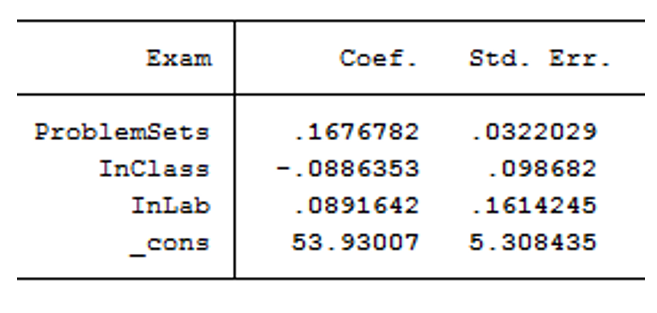 Exam Coef. Std. Err.
ProblemSets .1676782 .0322029
InClass -.0886353 .098682
InLab .0891642 .1614245
_cons 53.93007 5.308435